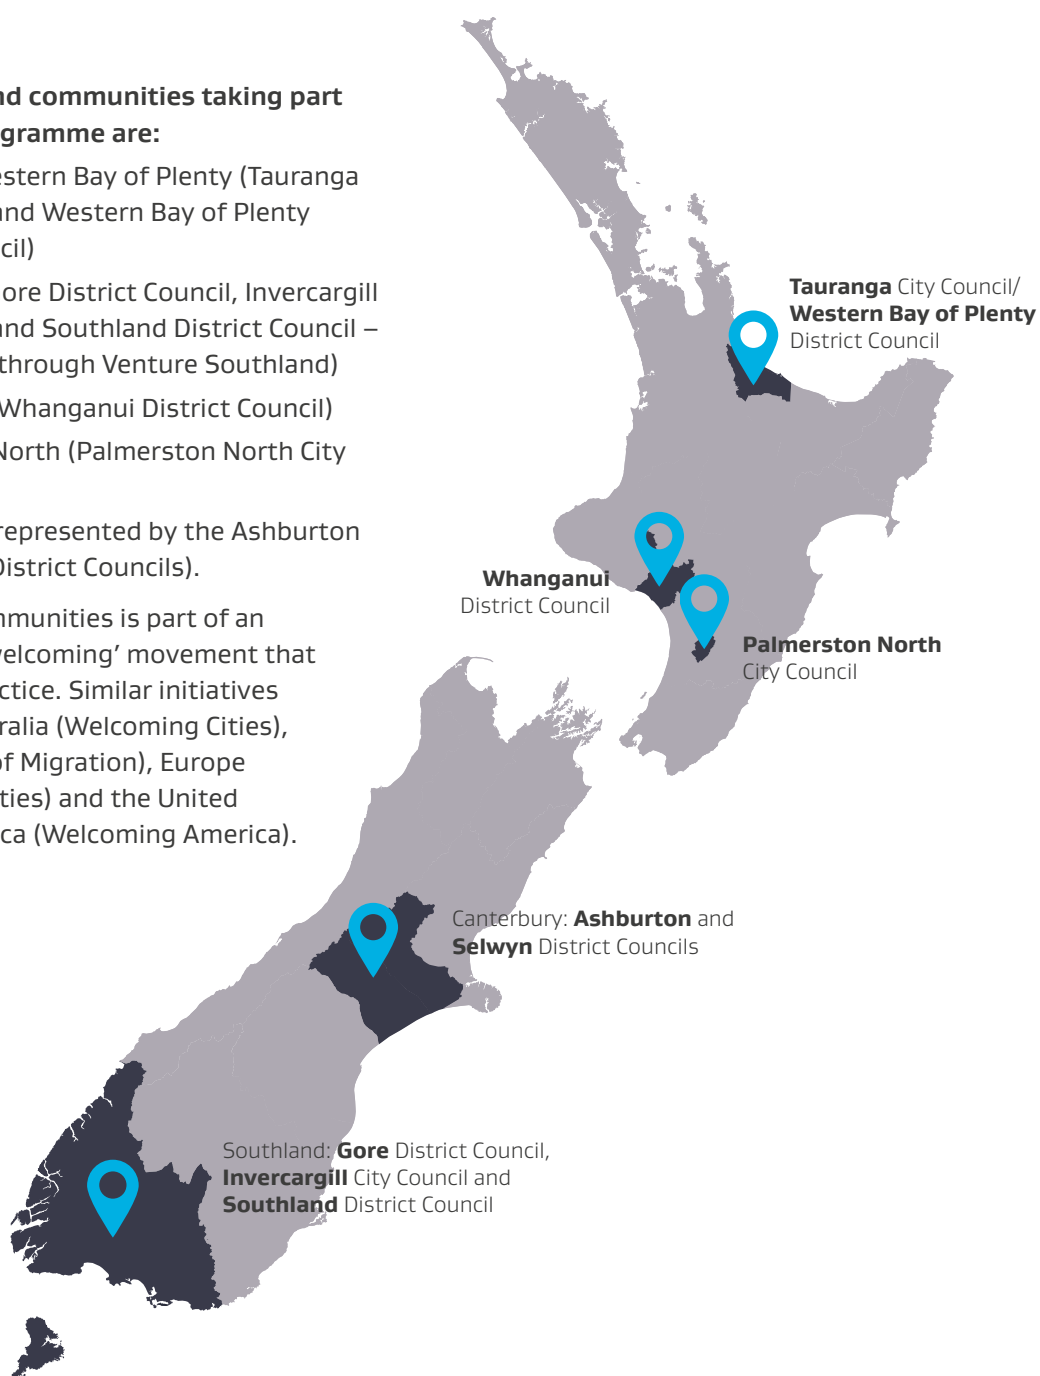 nd communities taking part
gramme are:
estern Bay of Plenty (Tauranga
and Western Bay of Plenty
cil)
ore District Council, Invercargill
and Southland District Council –
through Venture Southland)
Whanganui District Council)
North (Palmerston North City
represented by the Ashburton
District Councils).
mmunities is part of an
welcoming’ movement that
ctice. Similar initiatives
ralia (Welcoming Cities),
of Migration), Europe
ties) and the United
ca (Welcoming America).
Tauranga City Council/
Western Bay of Plenty
District Council
Whanganui
District Council
Palmerston North
City Council
Canterbury: Ashburton and
Selwyn District Councils
Southland: Gore District Council,
Invercargill City Council and
Southland District Council